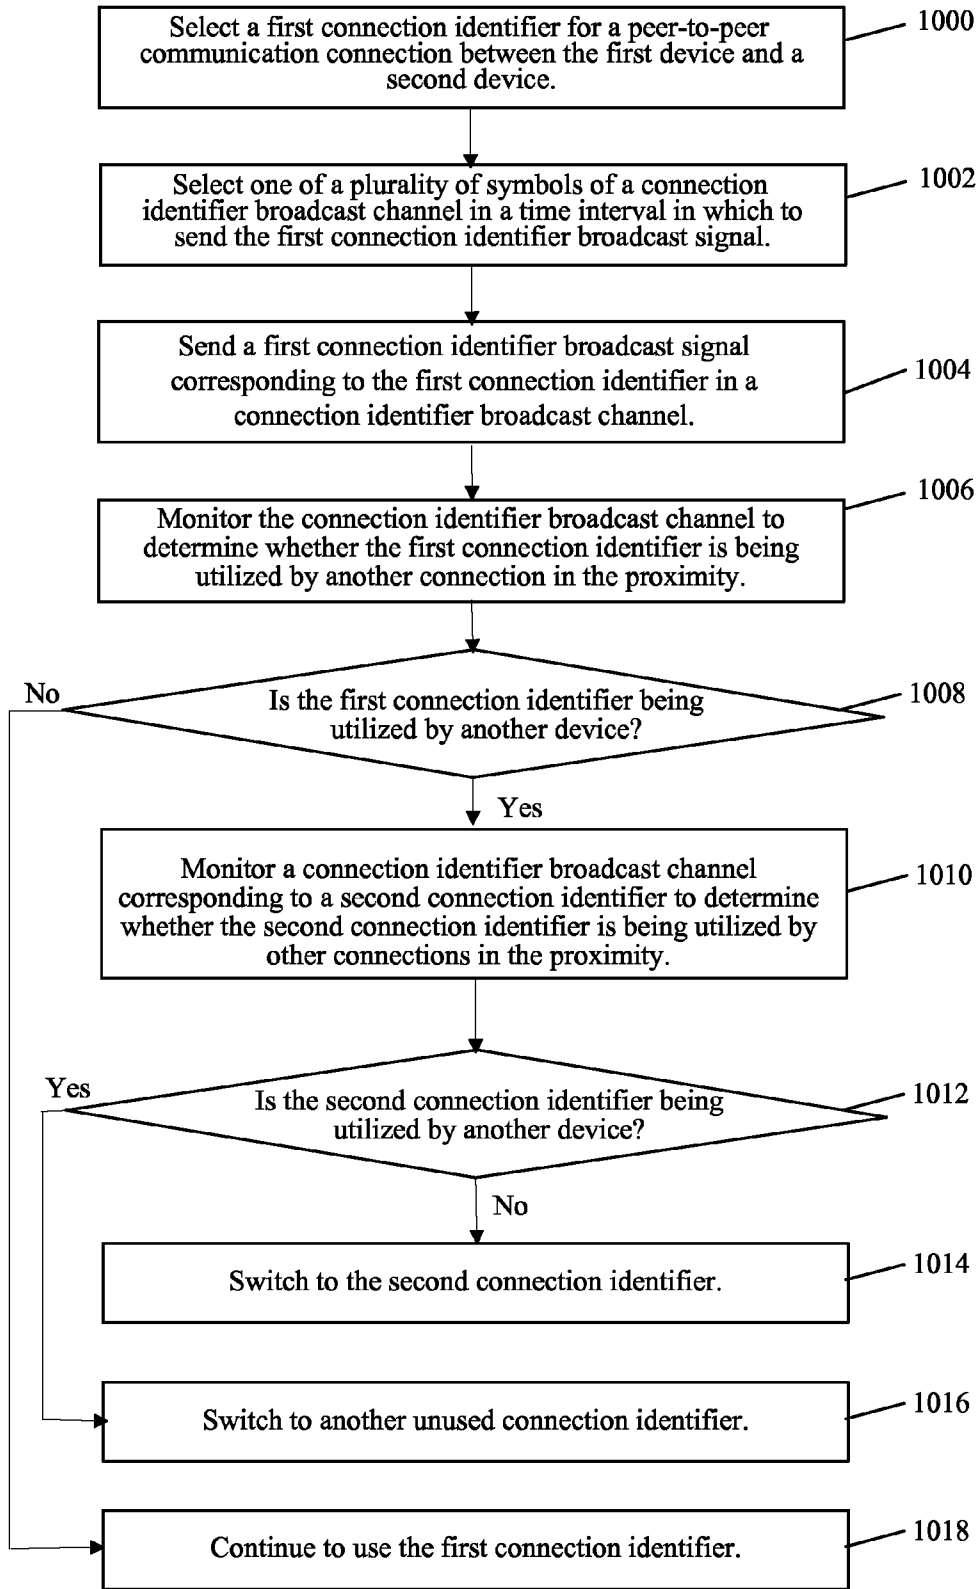 Select a first connection identifier for a peer-to-peer
communication connection between the first device and a
second device.
1000
Select one of a plurality of symbols of a connection
identifier broadcast channel in a time interval in which to
send the first connection identifier broadcast signal.
1002
Send a first connection identifier broadcast signal
corresponding to the first connection identifier in a
connection identifier broadcast channel.
1004
Monitor the connection identifier broadcast channel to
determine whether the first connection identifier is being
utilized by another connection in the proximity.
1006
No
Is the first connection identifier being
utilized by another device?
1008
Yes
Monitor a connection identifier broadcast channel
corresponding to a second connection identifier to determine
whether the second connection identifier is being utilized by
other connections in the proximity.
1010
Yes
Is the second connection identifier being
utilized by another device?
1012
No
Switch to the second connection identifier.
1014
Switch to another unused connection identifier.
1016
Continue to use the first connection identifier.
1018